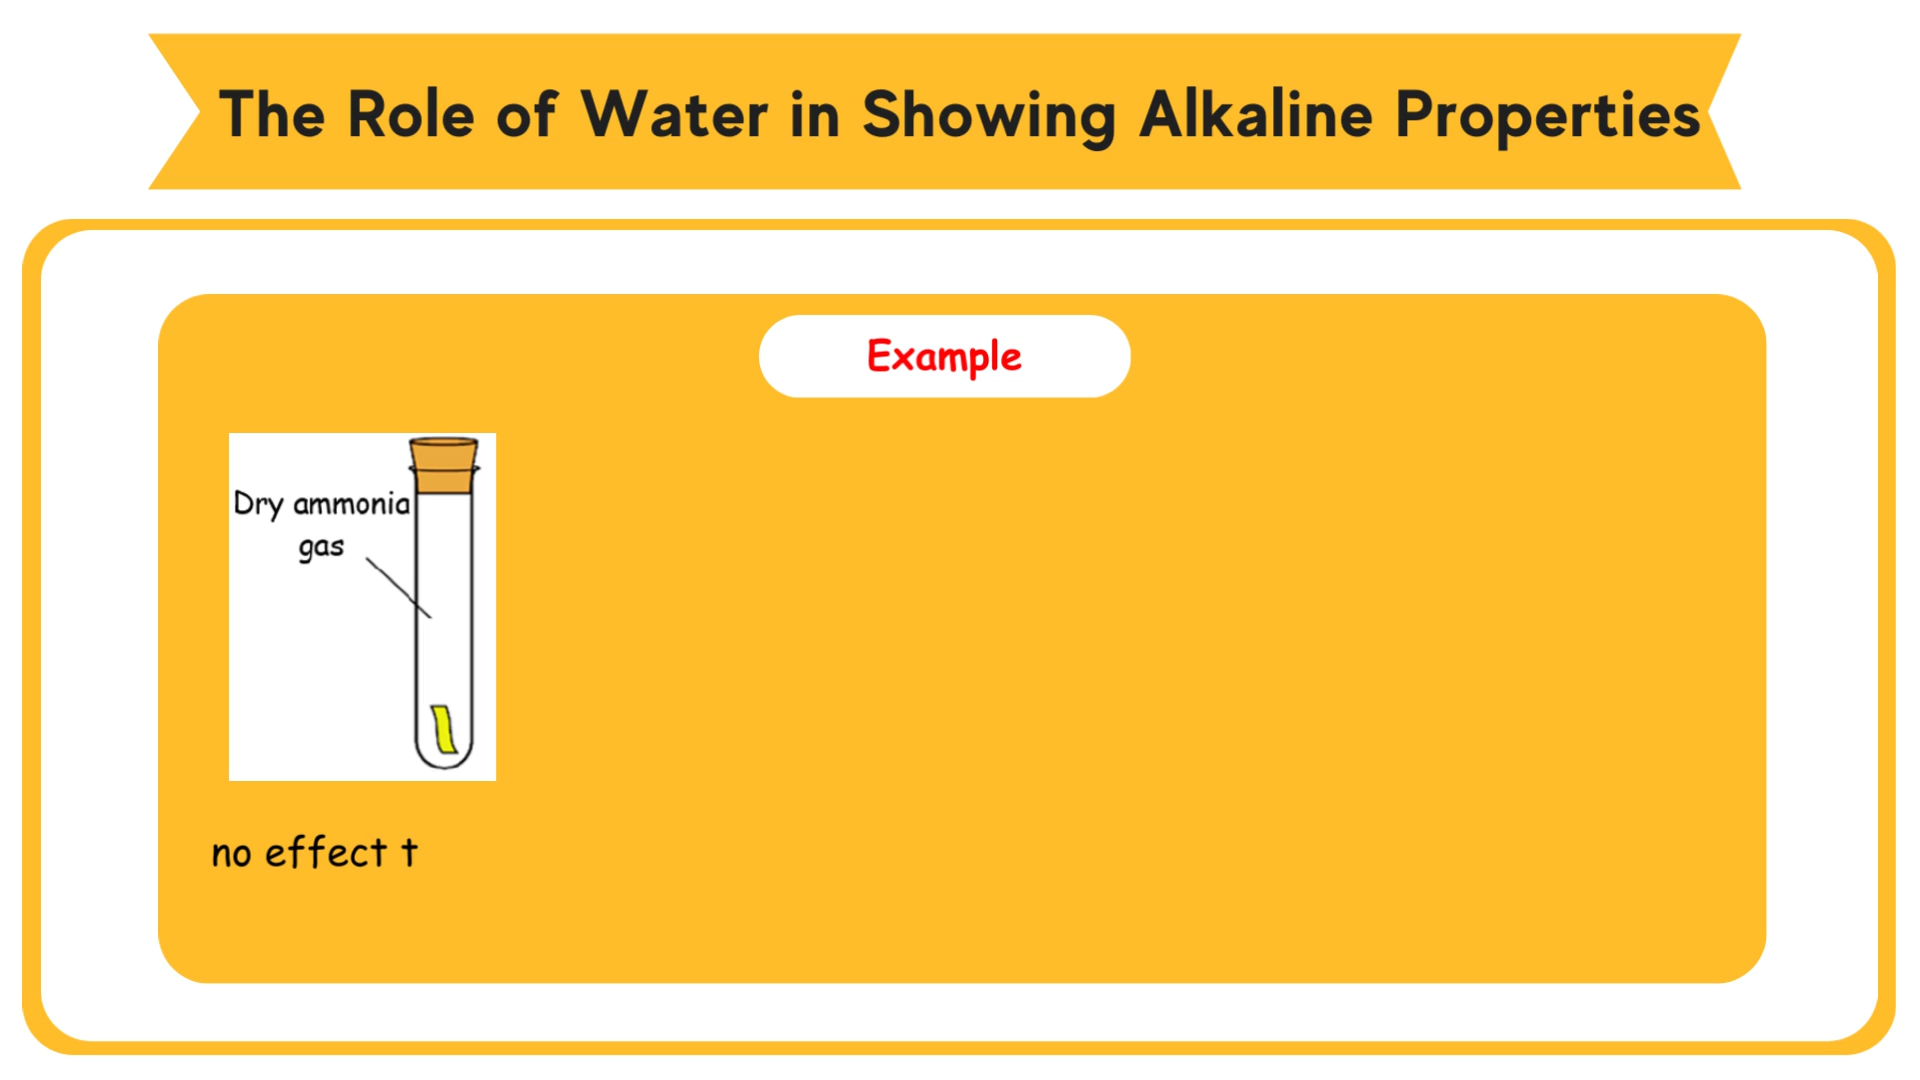 The Role of Water in Showing Alkaline Properties
Example
Dry ammonia
gas
no effect t